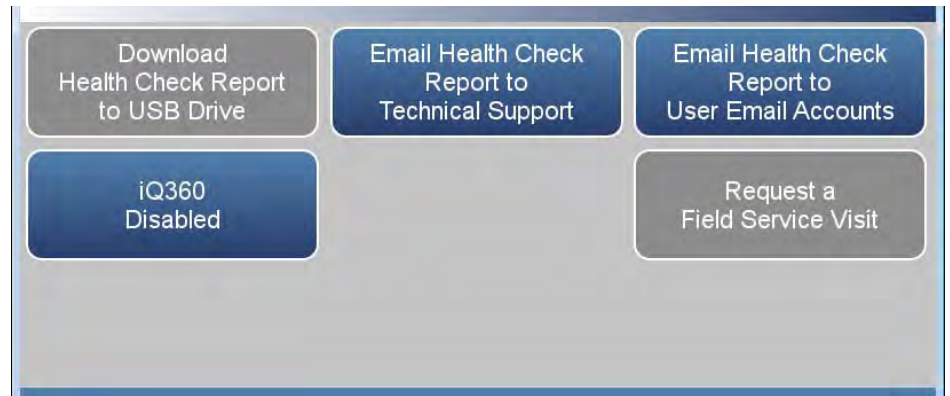 Download
Health Check Report
to USB Drive
Email Health Check
Report to
Technical Support
Email Health Check
Report to
User Email Accounts
iQ360
Disabled
Request a
Field Service Visit